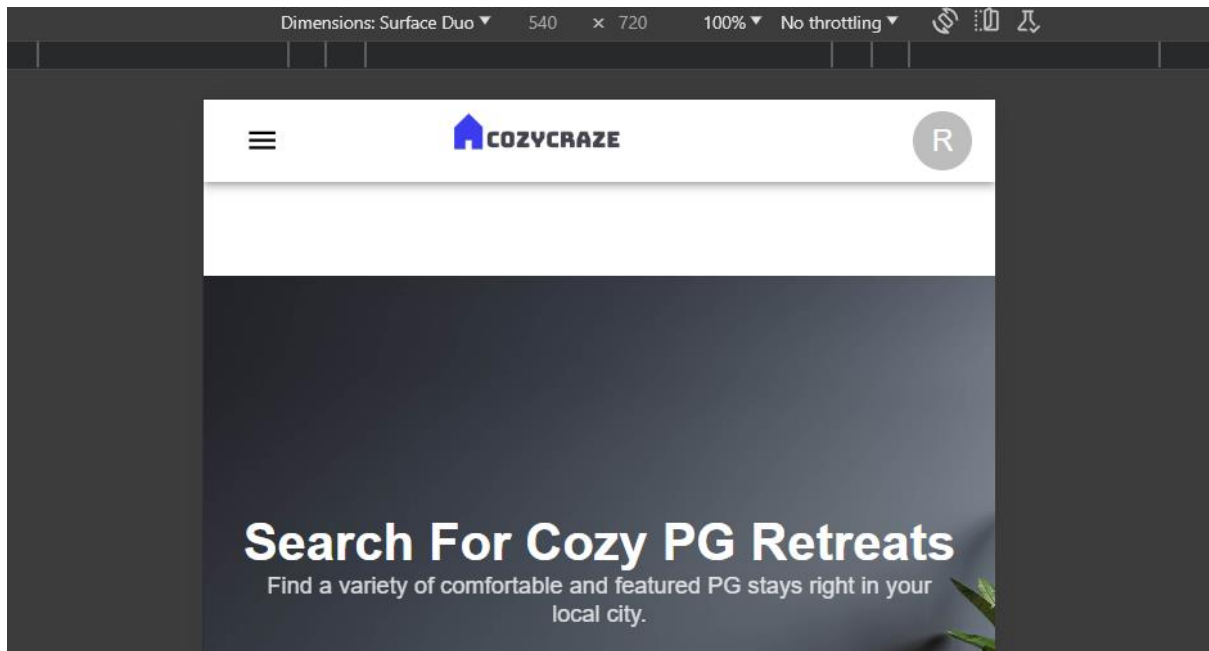 Dimensions: Surface Duo 540 × 720 100% No throttling
COZYCRAZE R
Search For Cozy PG Retreats
Find a variety of comfortable and featured PG stays right in your
local city.